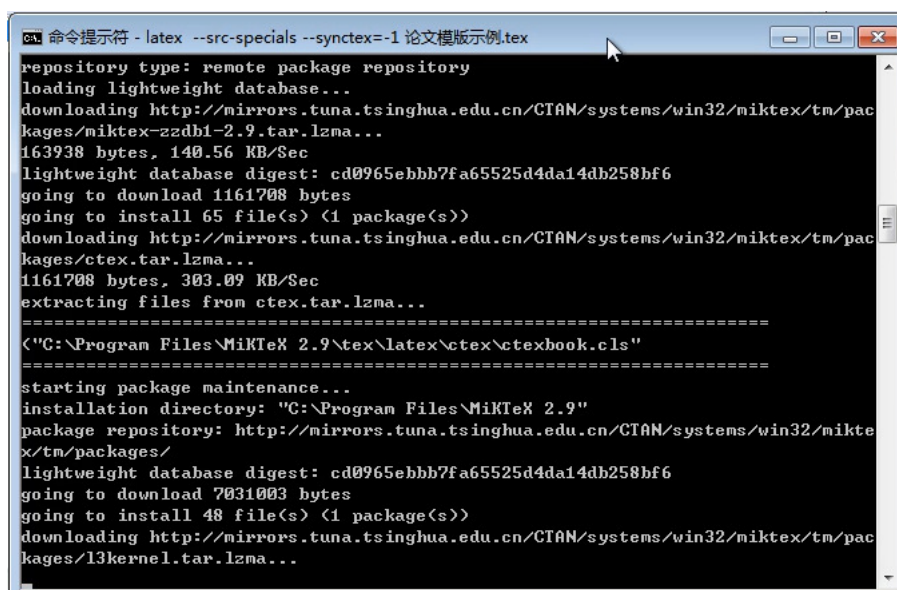 命令提示符 - latex --src-specials --synctex=-1 论文模版示例.tex
repository type: remote package repository
loading lightweight database...
downloading http://mirrors.tuna.tsinghua.edu.cn/CTAN/systems/win32/miktex/tm/pac
kages/miktex-zzdb1-2.9.tar.lzma...
163938 bytes, 140.56 KB/Sec
lightweight database digest: cd0965ebbb7fa65525d4da14db258bf6
going to download 1161708 bytes
going to install 65 file(s) (1 package(s))
downloading http://mirrors.tuna.tsinghua.edu.cn/CTAN/systems/win32/miktex/tm/pac
kages/ctex.tar.lzma...
1161708 bytes, 303.09 KB/Sec
extracting files from ctex.tar.lzma...
======================================================================
("C:\Program Files\MiKTeX 2.9\tex\latex\ctex\ctexbook.cls"
======================================================================
starting package maintenance...
installation directory: "C:\Program Files\MiKTeX 2.9"
package repository: http://mirrors.tuna.tsinghua.edu.cn/CTAN/systems/win32/mikte
x/tm/packages/
lightweight database digest: cd0965ebbb7fa65525d4da14db258bf6
going to download 7031003 bytes
going to install 48 file(s) (1 package(s))
downloading http://mirrors.tuna.tsinghua.edu.cn/CTAN/systems/win32/miktex/tm/pac
kages/l3kernel.tar.lzma...